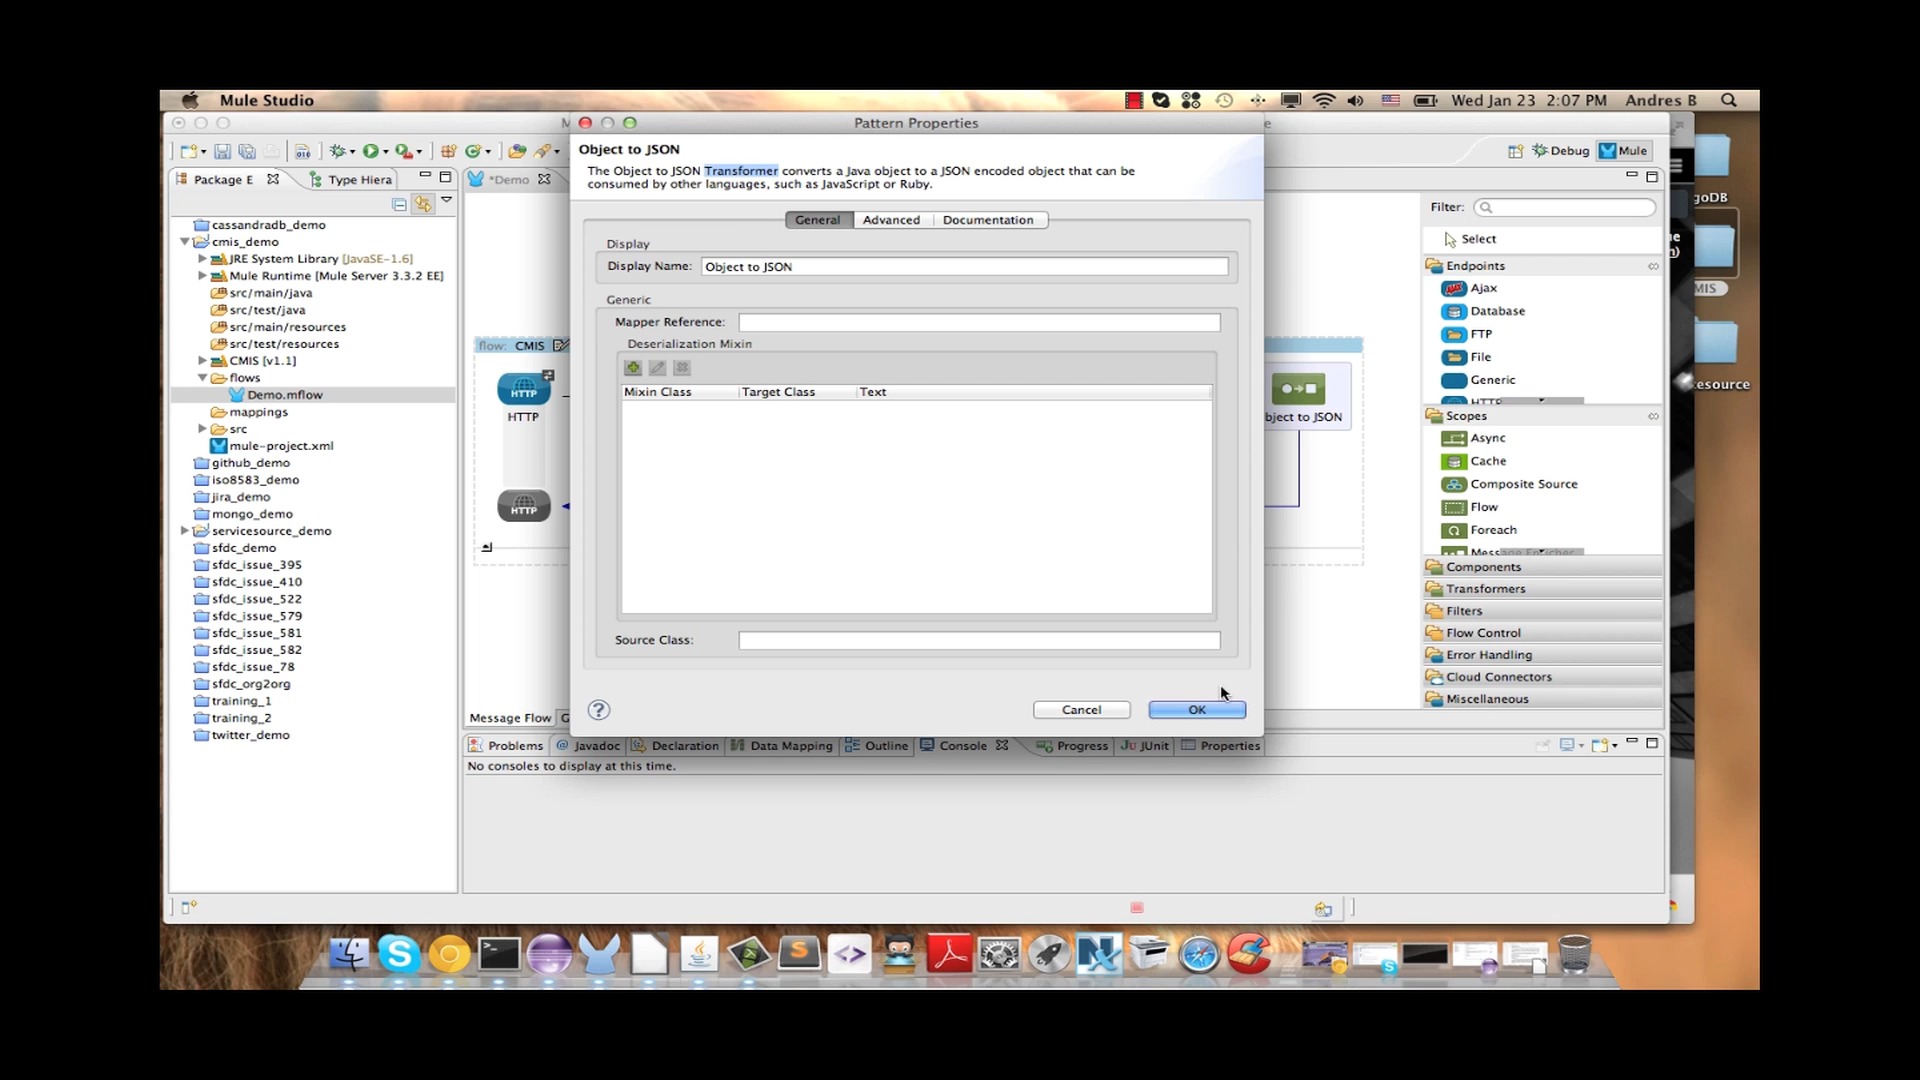 Mule Studio
Wed Jan 23 2:07 PM Andres B
Pattern Properties
Debug
Mule
Package E
Type Hiera
*Demo
Object to JSON
The Object to JSON Transformer converts a Java object to a JSON encoded object that can be
consumed by other languages, such as JavaScript or Ruby.
General
Advanced
Documentation
Display
Display Name: Object to JSON
Generic
Mapper Reference:
Deserialization Mixin
Mixin Class
Target Class
Text
Source Class:
Cancel
OK
cassandradb_demo
cmis_demo
JRE System Library [JavaSE-1.6]
Mule Runtime [Mule Server 3.3.2 EE]
src/main/java
src/test/java
src/main/resources
src/test/resources
CMIS [v1.1]
flows
Demo.mflow
mappings
src
mule-project.xml
github_demo
iso8583_demo
jira_demo
mongo_demo
servicesource_demo
sfdc_demo
sfdc_issue_395
sfdc_issue_410
sfdc_issue_522
sfdc_issue_579
sfdc_issue_581
sfdc_issue_582
sfdc_issue_78
sfdc_org2org
training_1
training_2
twitter_demo
flow: CMIS
HTTP
HTTP
HTTP
bject to JSON
Message Flow
Filter:
Select
Endpoints
Ajax
Database
FTP
File
Generic
HTTP
Scopes
Async
Cache
Composite Source
Flow
Foreach
Message Enricher
Components
Transformers
Filters
Flow Control
Error Handling
Cloud Connectors
Miscellaneous
goDB
MIS
esource
Problems
Javadoc
Declaration
Data Mapping
Outline
Console
Progress
JUnit
Properties
No consoles to display at this time.